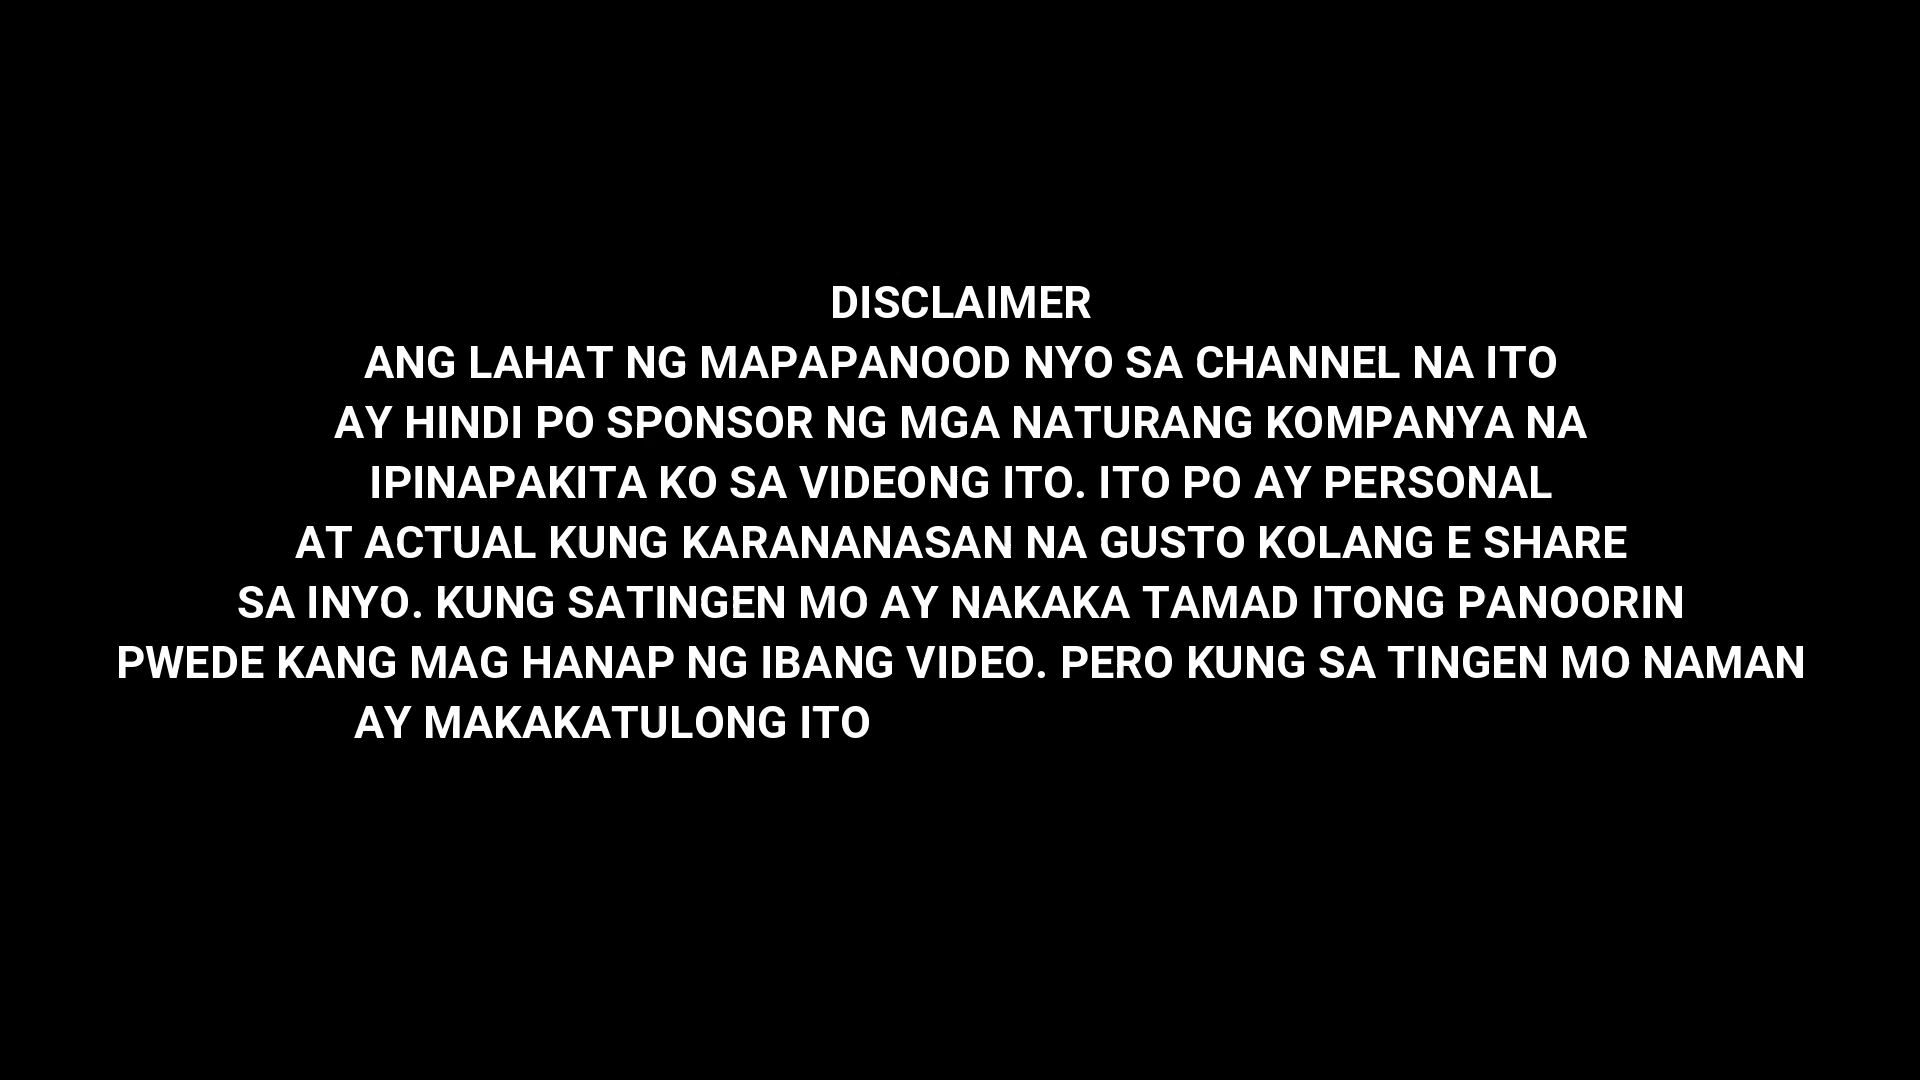 DISCLAIMER
ANG LAHAT NG MAPAPANOOD NYO SA CHANNEL NA ITO
AY HINDI PO SPONSOR NG MGA NATURANG KOMPANYA NA
IPINAPAKITA KO SA VIDEONG ITO. ITO PO AY PERSONAL
AT ACTUAL KUNG KARANANASAN NA GUSTO KOLANG E SHARE
SA INYO. KUNG SATINGEN MO AY NAKAKA TAMAD ITONG PANOORIN
PWEDE KANG MAG HANAP NG IBANG VIDEO. PERO KUNG SA TINGEN MO NAMAN
AY MAKAKATULONG ITO